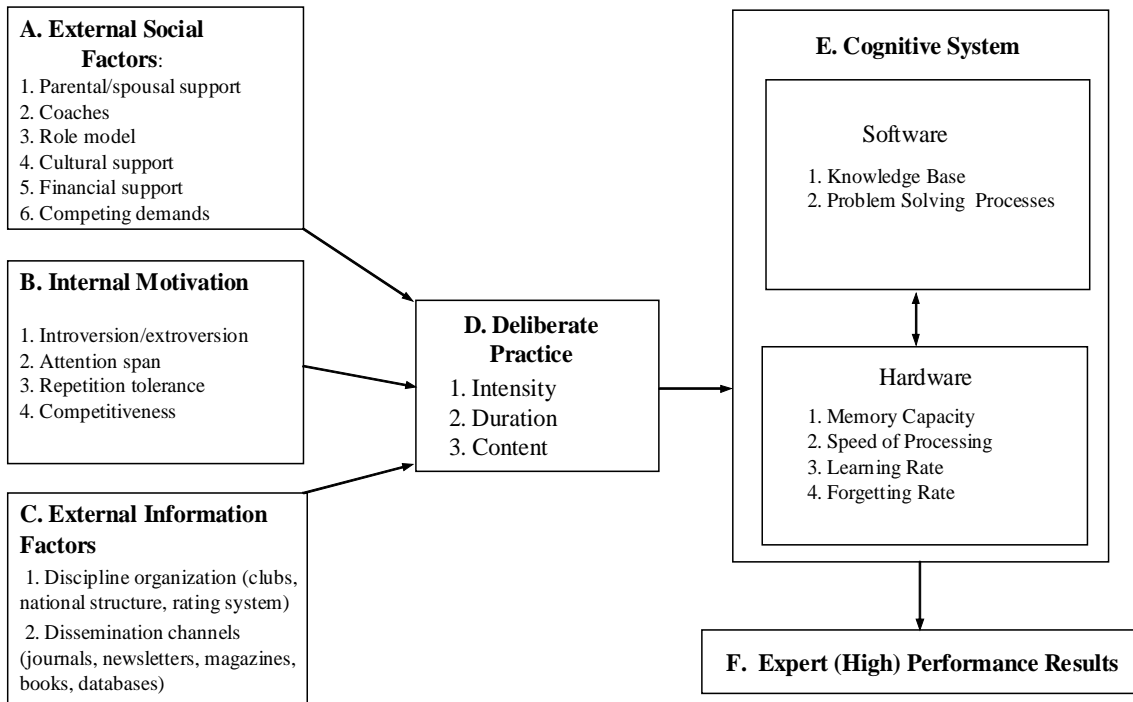 A. External Social
Factors:
1. Parental/spousal support
2. Coaches
3. Role model
4. Cultural support
5. Financial support
6. Competing demands
B. Internal Motivation
1. Introversion/extroversion
2. Attention span
3. Repetition tolerance
4. Competitiveness
C. External Information
Factors
1. Discipline organization (clubs,
national structure, rating system)
2. Dissemination channels
(journals, newsletters, magazines,
books, databases)
D. Deliberate
Practice
1. Intensity
2. Duration
3. Content
E. Cognitive System
Software
1. Knowledge Base
2. Problem Solving Processes
Hardware
1. Memory Capacity
2. Speed of Processing
3. Learning Rate
4. Forgetting Rate
F. Expert (High) Performance Results